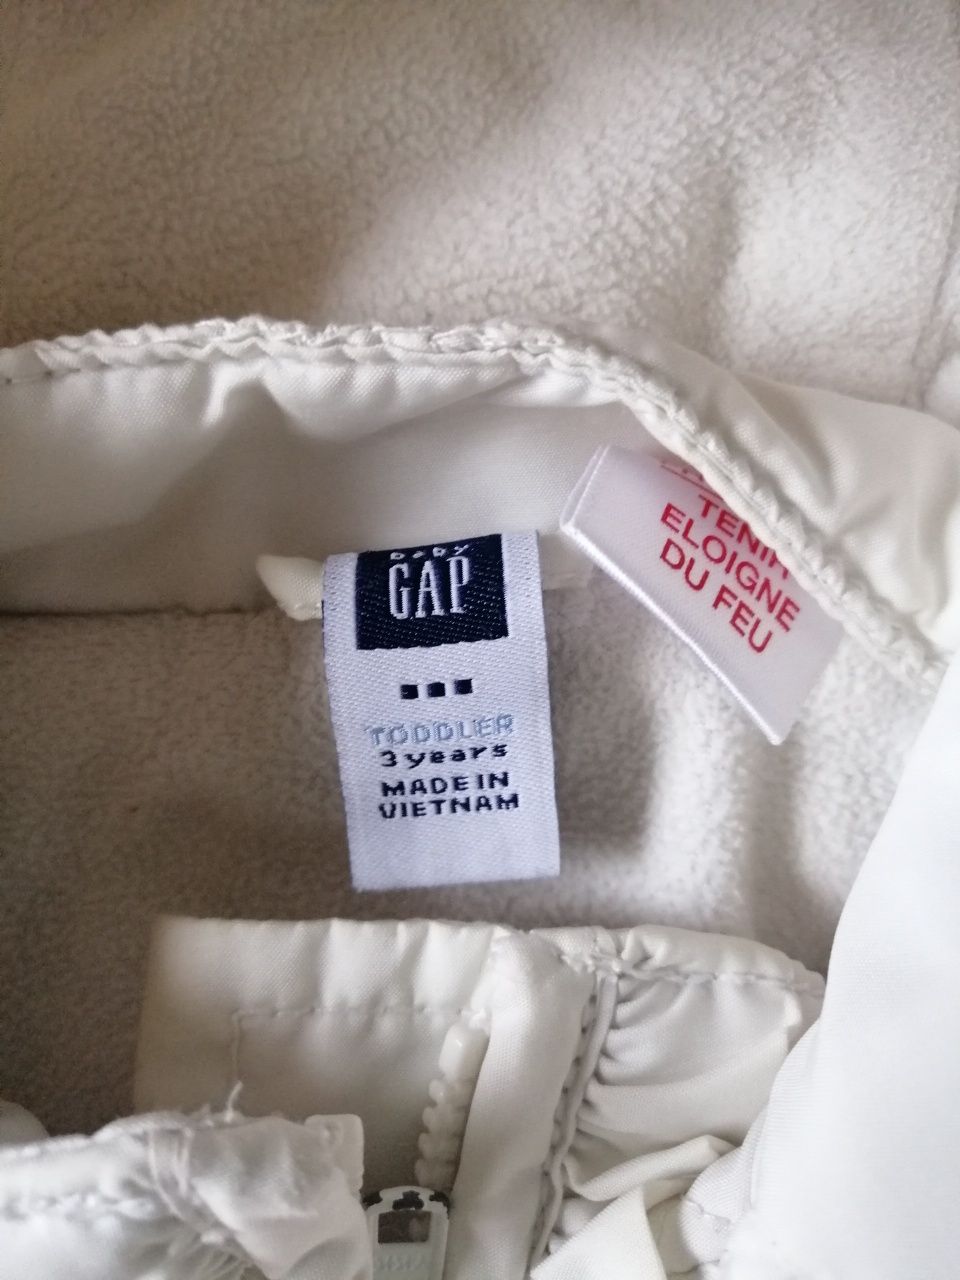 baby
GAP
TODDLER
3 years
MADE IN
VIETNAM
TENIR
ELOIGNE
DU FEU